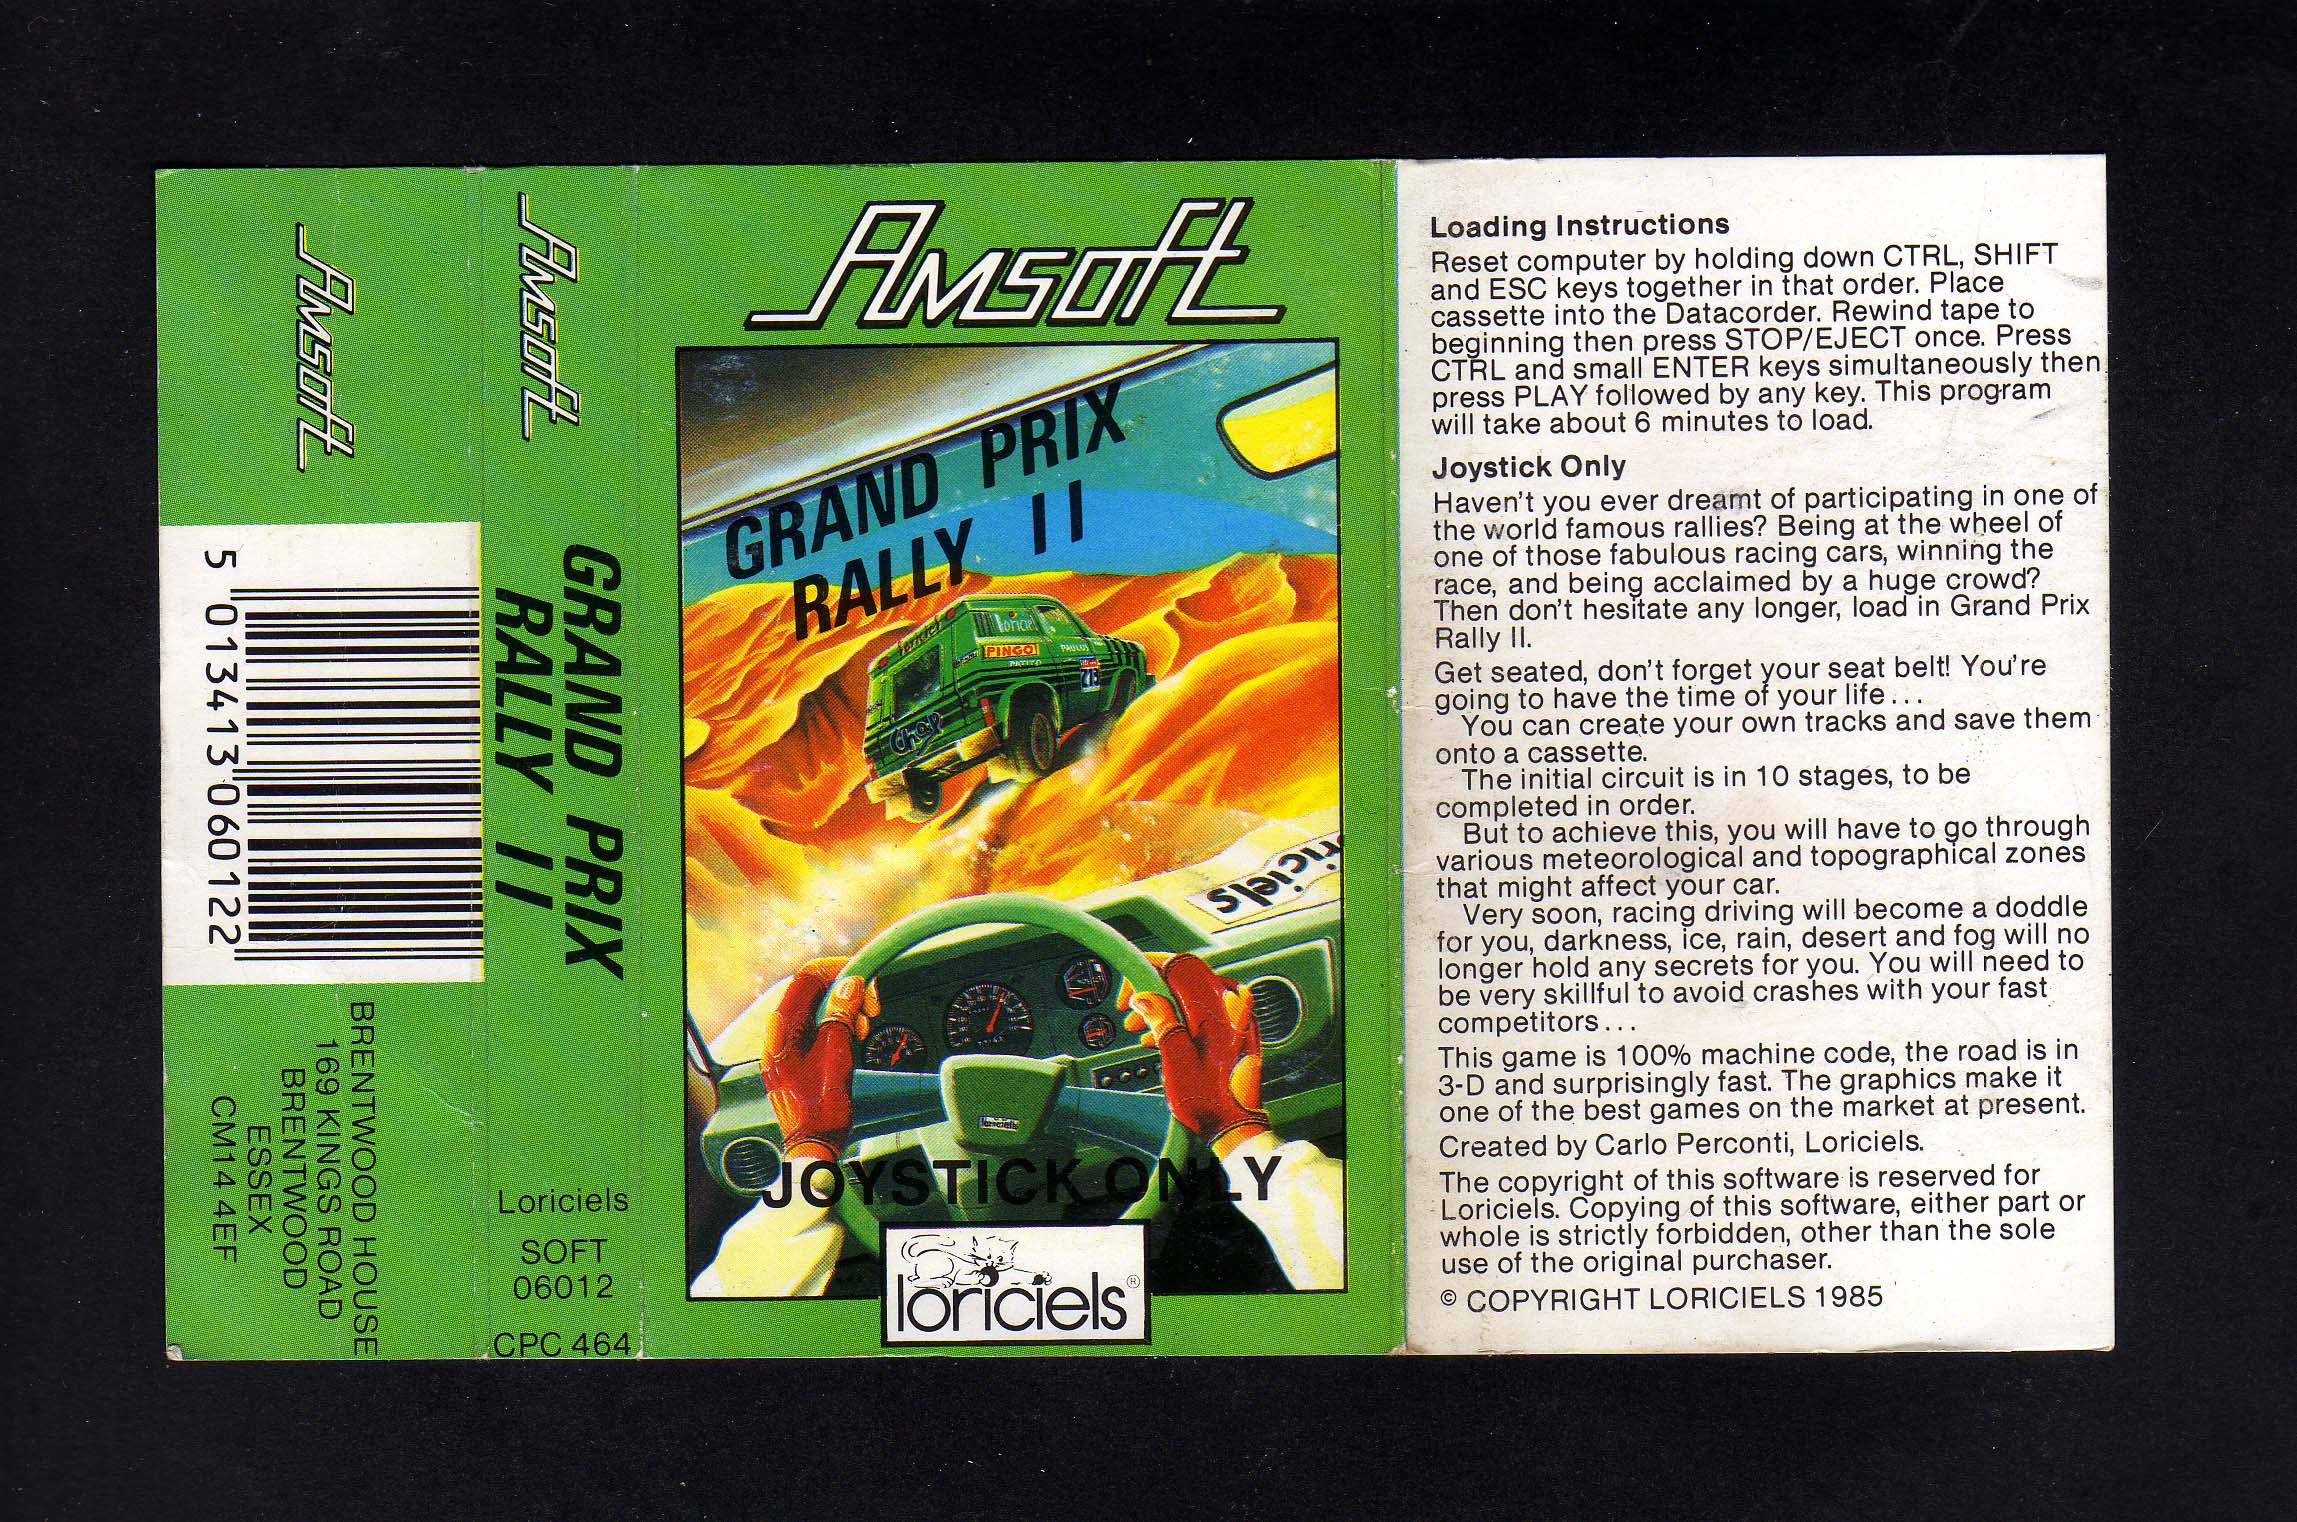 Amsoft
5 013413 060122
BRENTWOOD HOUSE
169 KINGS ROAD
BRENTWOOD
ESSEX
CM14 4EF
Amsoft
GRAND PRIX
RALLY II
Loriciels
SOFT
06012
CPC 464
Amsoft
GRAND PRIX
RALLY II
Loriciel
Loriciel
PINGO
PAULUS
213
Chap
oriciels
loriciels
JOYSTICK ONLY
loriciels®
Loading Instructions
Reset computer by holding down CTRL, SHIFT
and ESC keys together in that order. Place
cassette into the Datacorder. Rewind tape to
beginning then press STOP/EJECT once. Press
CTRL and small ENTER keys simultaneously then
press PLAY followed by any key. This program
will take about 6 minutes to load.
Joystick Only
Haven't you ever dreamt of participating in one of
the world famous rallies? Being at the wheel of
one of those fabulous racing cars, winning the
race, and being acclaimed by a huge crowd?
Then don't hesitate any longer, load in Grand Prix
Rally II.
Get seated, don't forget your seat belt! You're
going to have the time of your life...
You can create your own tracks and save them
onto a cassette.
The initial circuit is in 10 stages, to be
completed in order.
But to achieve this, you will have to go through
various meteorological and topographical zones
that might affect your car.
Very soon, racing driving will become a doddle
for you, darkness, ice, rain, desert and fog will no
longer hold any secrets for you. You will need to
be very skillful to avoid crashes with your fast
competitors...
This game is 100% machine code, the road is in
3-D and surprisingly fast. The graphics make it
one of the best games on the market at present.
Created by Carlo Perconti, Loriciels.
The copyright of this software is reserved for
Loriciels. Copying of this software, either part or
whole is strictly forbidden, other than the sole
use of the original purchaser.
© COPYRIGHT LORICIELS 1985